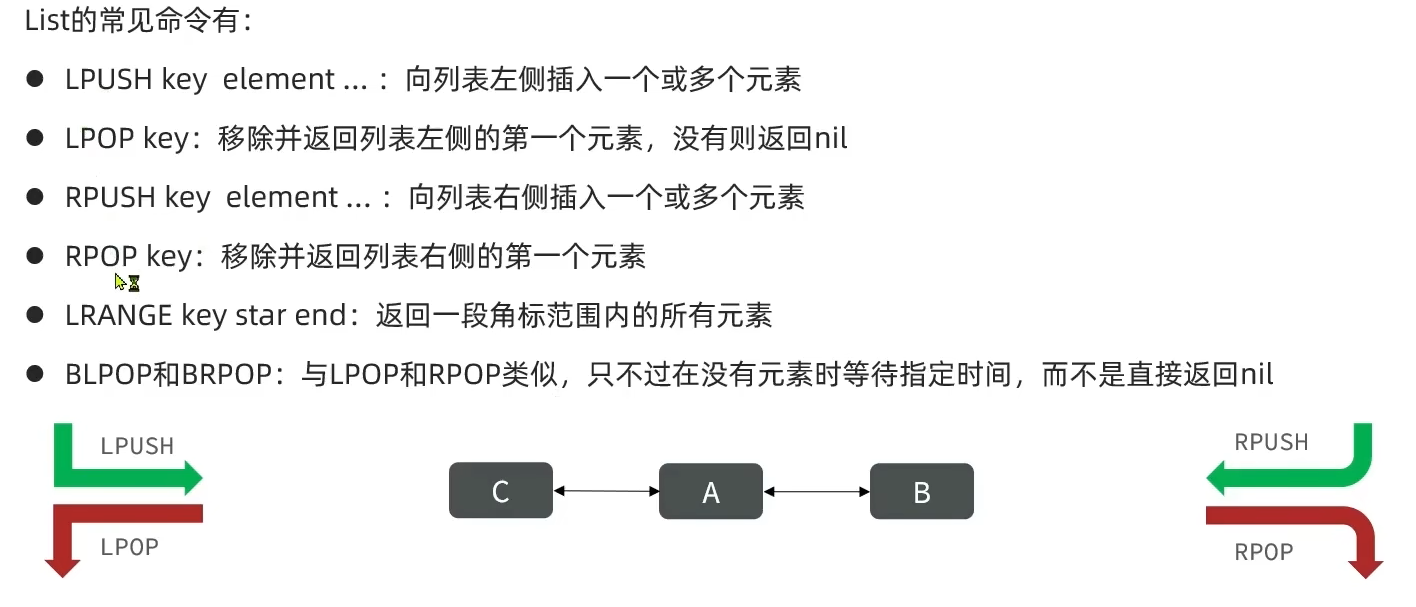 List的常见命令有：
● LPUSH key element ... ：向列表左侧插入一个或多个元素
● LPOP key：移除并返回列表左侧的第一个元素，没有则返回nil
● RPUSH key element ... ：向列表右侧插入一个或多个元素
● RPOP key：移除并返回列表右侧的第一个元素
● LRANGE key star end：返回一段角标范围内的所有元素
● BLPOP和BRPOP：与LPOP和RPOP类似，只不过在没有元素时等待指定时间，而不是直接返回nil
LPUSH
RPUSH
C
A
B
LPOP
RPOP